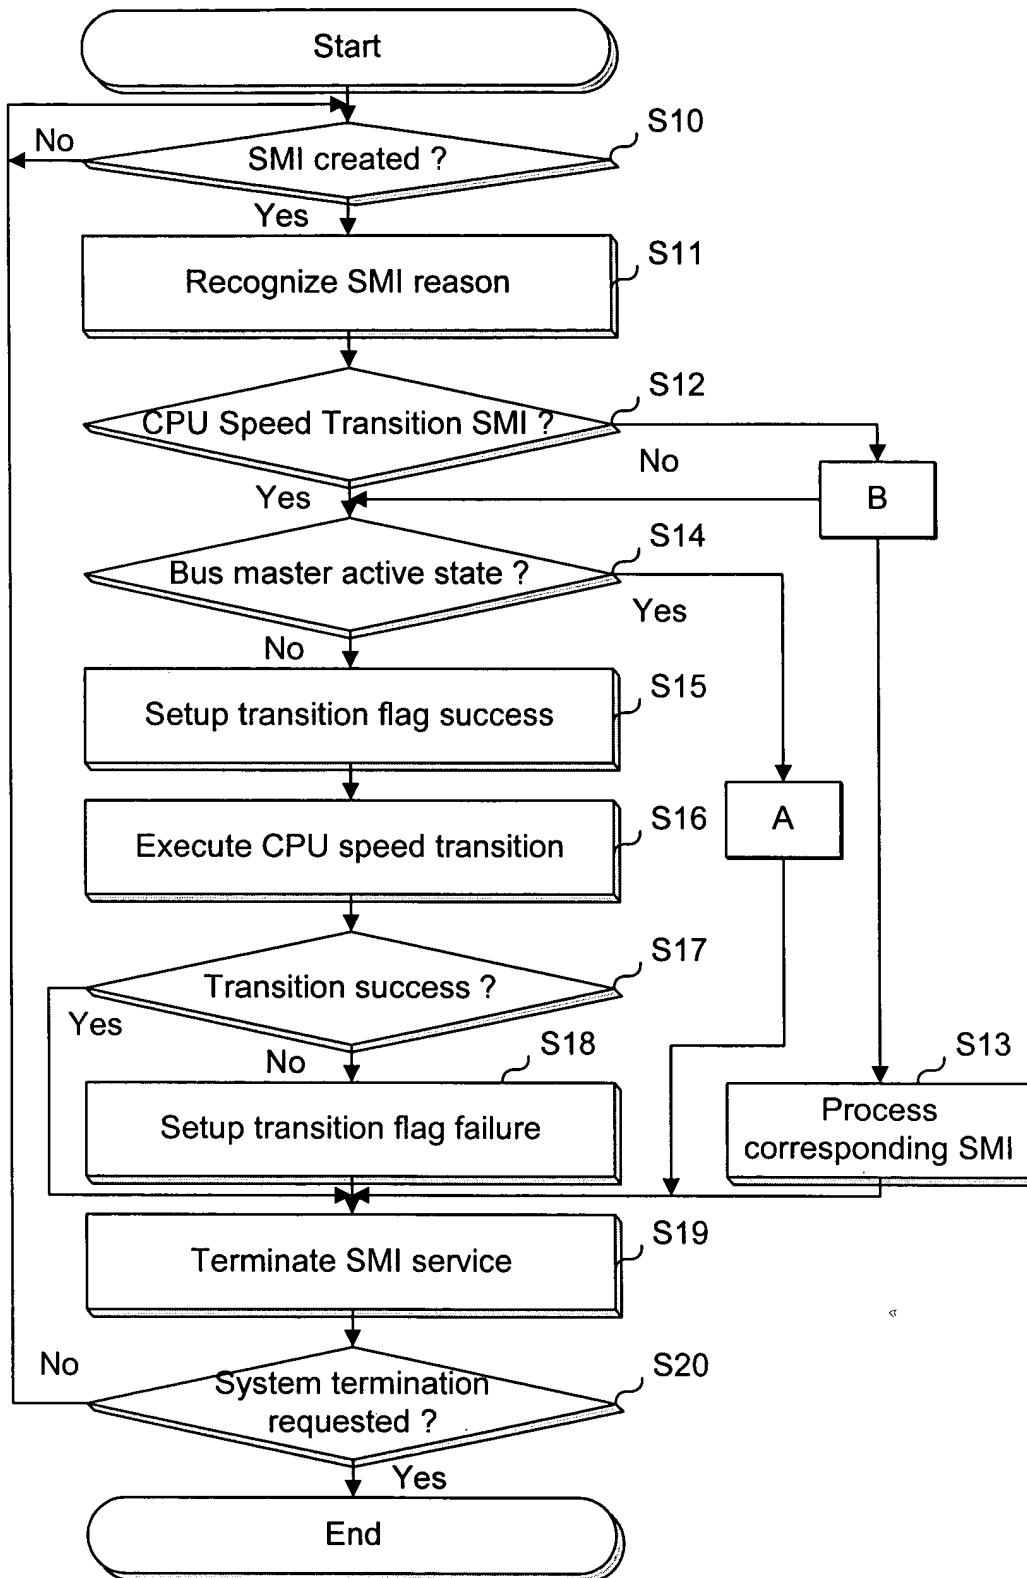 Start
No
S10
SMI created ?
Yes
S11
Recognize SMI reason
S12
CPU Speed Transition SMI ?
No
Yes
B
S14
Bus master active state ?
Yes
No
S15
Setup transition flag success
A
S16
Execute CPU speed transition
S17
Transition success ?
Yes
No
S18
S13
Setup transition flag failure
Process
corresponding SMI
S19
Terminate SMI service
No
S20
System termination
requested ?
Yes
End